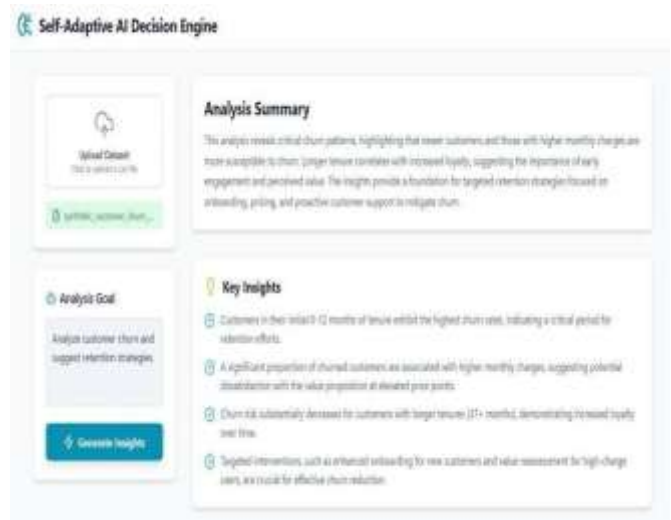 Self-Adaptive AI Decision Engine
Upload Dataset
Analysis Goal
Analyze customer churn and
suggest retention strategies.
Generate Insights
Analysis Summary
This analysis reveals critical churn patterns, highlighting that newer customers and those with higher monthly charges are
more susceptible to churn. Longer tenure correlates with increased loyalty, suggesting the importance of early
engagement and perceived value. The insights provide a foundation for targeted retention strategies focused on
onboarding, pricing, and proactive customer support to mitigate churn.
Key Insights
Customers in their initial 0-12 months of tenure exhibit the highest churn rates, indicating a critical period for
retention efforts.
A significant proportion of churned customers are associated with higher monthly charges, suggesting potential
dissatisfaction with the value proposition at elevated price points.
Churn risk substantially decreases for customers with longer tenures months), demonstrating increased loyalty
over time.
Targeted interventions, such as enhanced onboarding for new customers and value reassessment for high-charge
users, are crucial for effective churn reduction.